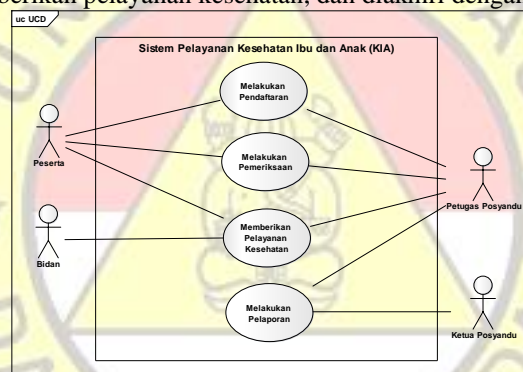 berikan pelayanan kesehatan, dan diakhiri dengan
uc UCD
Sistem Pelayanan Kesehatan Ibu dan Anak (KIA)
Melakukan
Pendaftaran
Melakukan
Pemeriksaan
Memberikan
Pelayanan
Kesehatan
Melakukan
Pelaporan
Peserta
Bidan
Petugas Posyandu
Ketua Posyandu